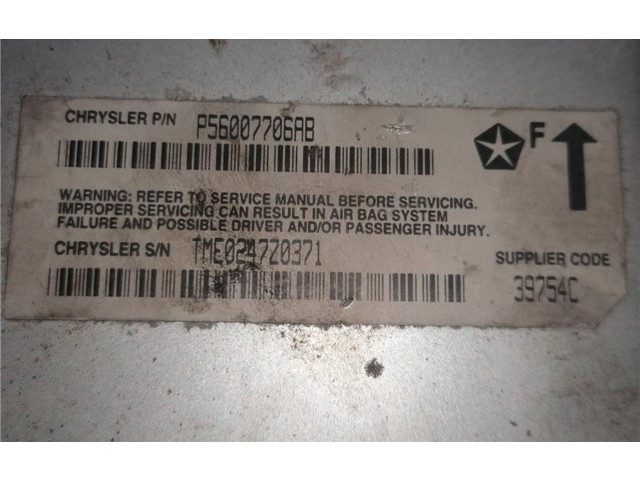 CHRYSLER P/N P56007706AB
F
WARNING: REFER TO SERVICE MANUAL BEFORE SERVICING.
IMPROPER SERVICING CAN RESULT IN AIR BAG SYSTEM
FAILURE AND POSSIBLE DRIVER AND/OR PASSENGER INJURY.
CHRYSLER S/N TME024720371
SUPPLIER CODE
39754C